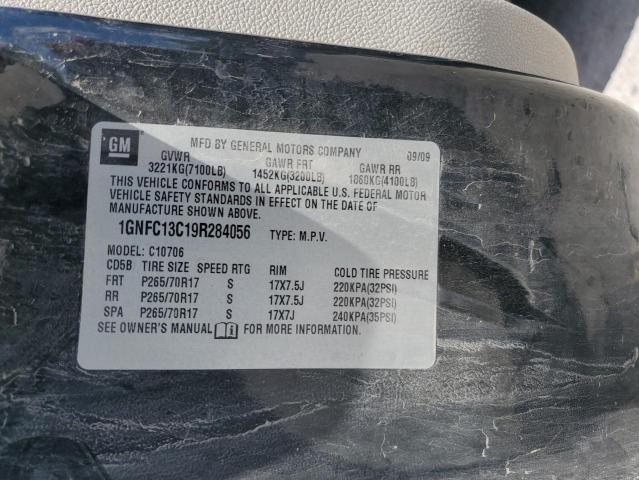 GM MFD BY GENERAL MOTORS COMPANY 09/09
GVWR GAWR FRT GAWR RR
3221KG(7100LB) 1452KG(3200LB) 1860KG(4100LB)
THIS VEHICLE CONFORMS TO ALL APPLICABLE U.S. FEDERAL MOTOR
VEHICLE SAFETY STANDARDS IN EFFECT ON THE DATE OF
MANUFACTURE SHOWN ABOVE.
1GNFC13C19R284056 TYPE: M.P.V.
MODEL: C10706
CD5B TIRE SIZE SPEED RTG RIM COLD TIRE PRESSURE
FRT P265/70R17 S 17X7.5J 220KPA(32PSI)
RR P265/70R17 S 17X7.5J 220KPA(32PSI)
SPA P265/70R17 S 17X7J 240KPA(35PSI)
SEE OWNER'S MANUAL FOR MORE INFORMATION.